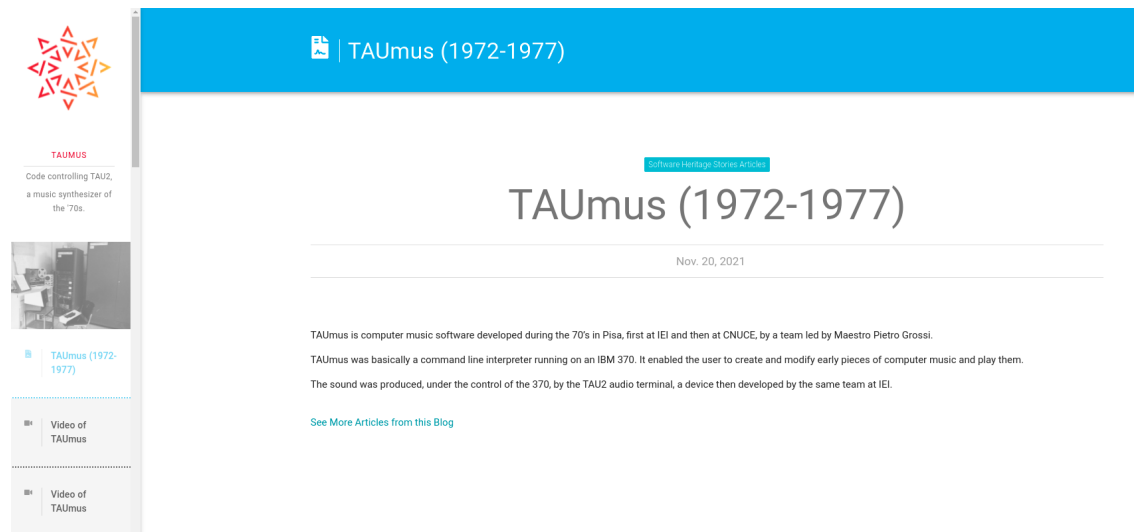 TAUMUS
Code controlling TAU2,
a music synthesizer of
the '70s.
TAUmus (1972-
1977)
Video of
TAUmus
Video of
TAUmus
TAUmus (1972-1977)
Software Heritage Stories Articles
TAUmus (1972-1977)
Nov. 20, 2021
TAUmus is computer music software developed during the 70's in Pisa, first at IEI and then at CNUCE, by a team led by Maestro Pietro Grossi.
TAUmus was basically a command line interpreter running on an IBM 370. It enabled the user to create and modify early pieces of computer music and play them.
The sound was produced, under the control of the 370, by the TAU2 audio terminal, a device then developed by the same team at IEI.
See More Articles from this Blog